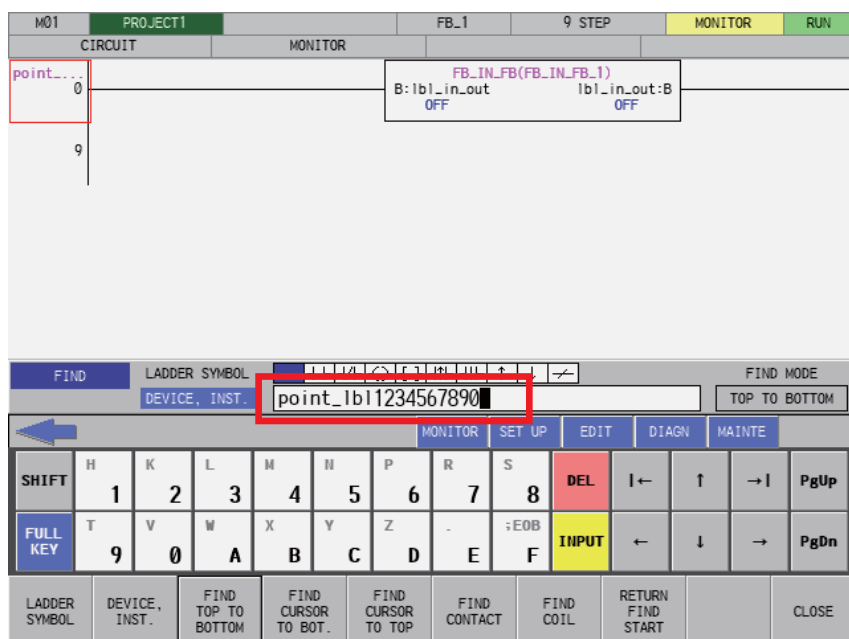 M01 PROJECT1 FB_1 9 STEP MONITOR RUN
CIRCUIT MONITOR
point_... FB_IN_FB(FB_IN_FB_1)
0 B:lbl_in_out lbl_in_out:B
OFF OFF
9
FIND LADDER SYMBOL FIND MODE
DEVICE, INST. point_lbl1234567890 TOP TO BOTTOM
MONITOR SET UP EDIT DIAGN MAINTE
SHIFT H 1 K 2 L 3 M 4 N 5 P 6 R 7 S 8 DEL |← ↑ →| PgUp
FULL KEY T 9 V 0 W A X B Y C Z D . E ;EOB F INPUT ← ↓ → PgDn
LADDER SYMBOL DEVICE, INST. FIND TOP TO BOTTOM FIND CURSOR TO BOT. FIND CURSOR TO TOP FIND CONTACT FIND COIL RETURN FIND START CLOSE